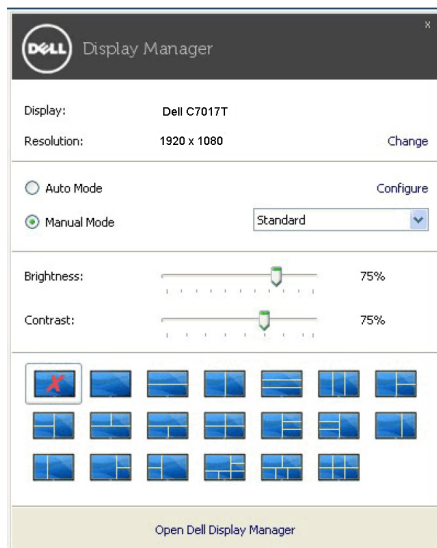 x
DELL Display Manager
Display: Dell C7017T
Resolution: 1920 x 1080 Change
Auto Mode Configure
Manual Mode Standard
Brightness: 75%
Contrast: 75%
X
Open Dell Display Manager